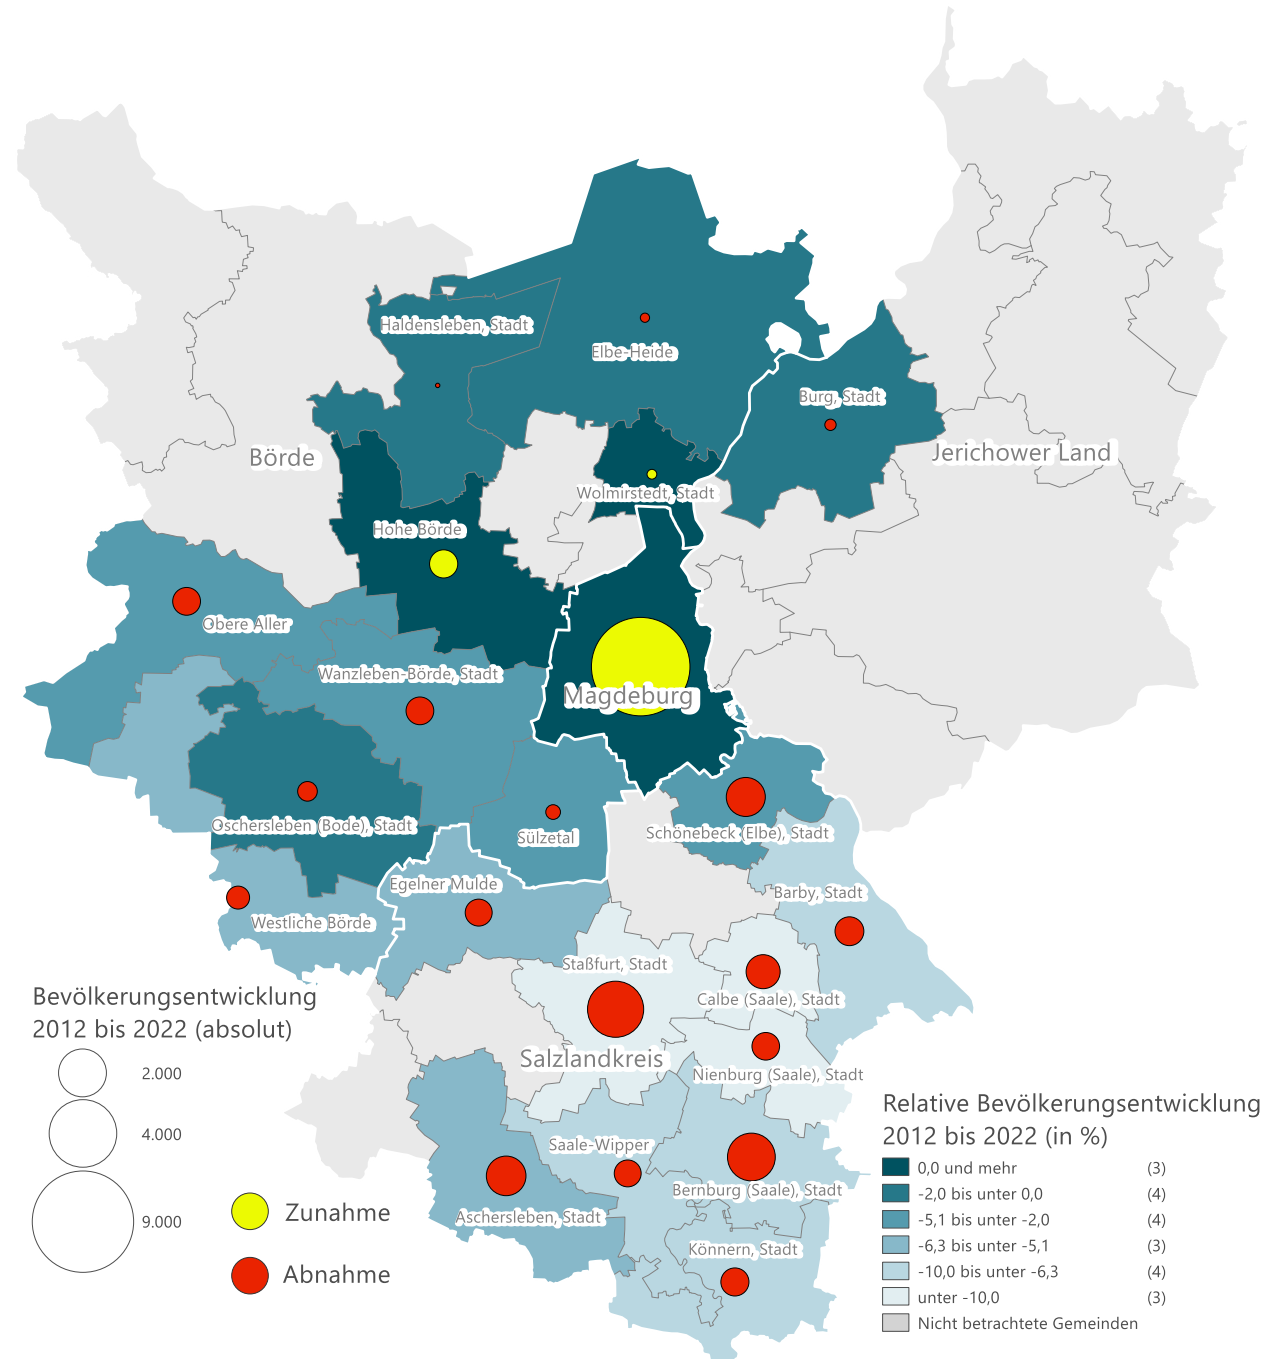 Haldensleben, Stadt
Elbe-Heide
Burg, Stadt
Börde
Jerichower Land
Wolmirstedt, Stadt
Hohe Börde
Obere Aller
Wanzleben-Börde, Stadt
Magdeburg
Oschersleben (Bode), Stadt
Sülzetal
Schönebeck (Elbe), Stadt
Egelner Mulde
Barby, Stadt
Westliche Börde
Staßfurt, Stadt
Calbe (Saale), Stadt
Salzlandkreis
Nienburg (Saale), Stadt
Saale-Wipper
Bernburg (Saale), Stadt
Aschersleben, Stadt
Könnern, Stadt
Bevölkerungsentwicklung
2012 bis 2022 (absolut)
2.000
4.000
9.000
Zunahme
Abnahme
Relative Bevölkerungsentwicklung
2012 bis 2022 (in %)
0,0 und mehr (3)
-2,0 bis unter 0,0 (4)
-5,1 bis unter -2,0 (4)
-6,3 bis unter -5,1 (3)
-10,0 bis unter -6,3 (4)
unter -10,0 (3)
Nicht betrachtete Gemeinden